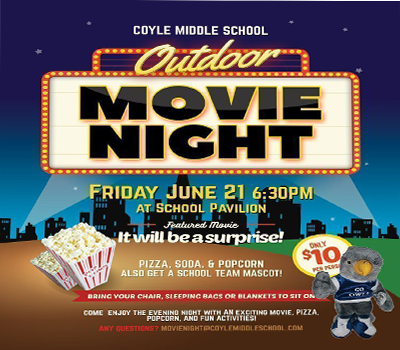 COYLE MIDDLE SCHOOL
Outdoor
MOVIE
NIGHT
FRIDAY JUNE 21 6:30PM
AT SCHOOL PAVILION
Featured Movie
It will be a surprise!
ONLY
$10
PER
PIZZA, SODA, & POPCORN
ALSO GET A SCHOOL TEAM MASCOT!
BRING YOUR CHAIR, SLEEPING BAGS OR BLANKETS TO SIT ON
COME ENJOY THE EVENING NIGHT WITH AN EXCITING MOVIE, PIZZA,
POPCORN, AND FUN ACTIVITIES!
ANY QUESTIONS? MOVIENIGHT@COYLEMIDDLESCHOOL.COM
GO